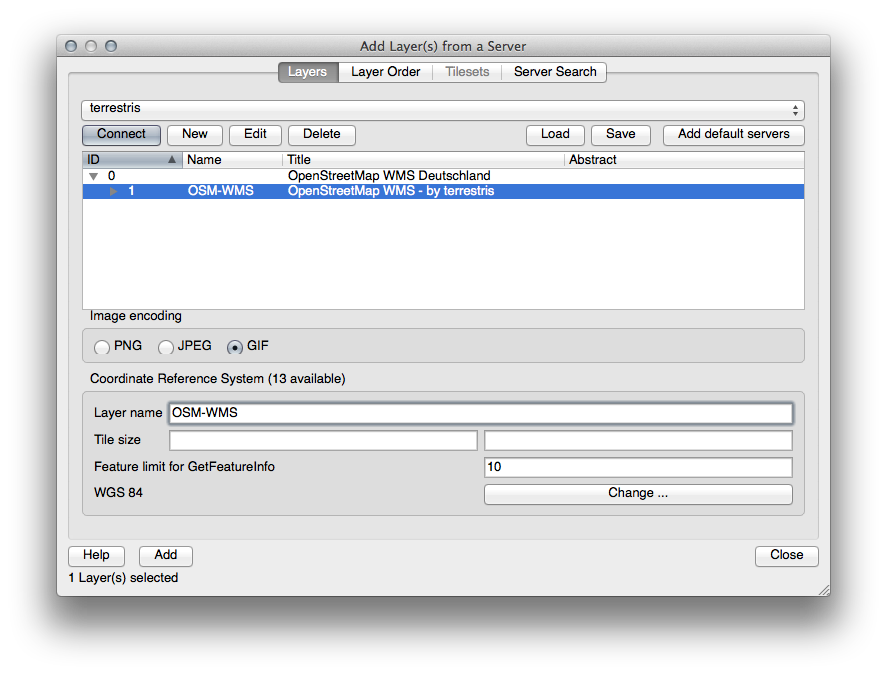 Add Layer(s) from a Server
Layers Layer Order Tilesets Server Search
terrestris
Connect New Edit Delete Load Save Add default servers
ID Name Title Abstract
0 OpenStreetMap WMS Deutschland
1 OSM-WMS OpenStreetMap WMS - by terrestris
Image encoding
PNG JPEG GIF
Coordinate Reference System (13 available)
Layer name OSM-WMS
Tile size
Feature limit for GetFeatureInfo 10
WGS 84 Change ...
Help Add Close
1 Layer(s) selected